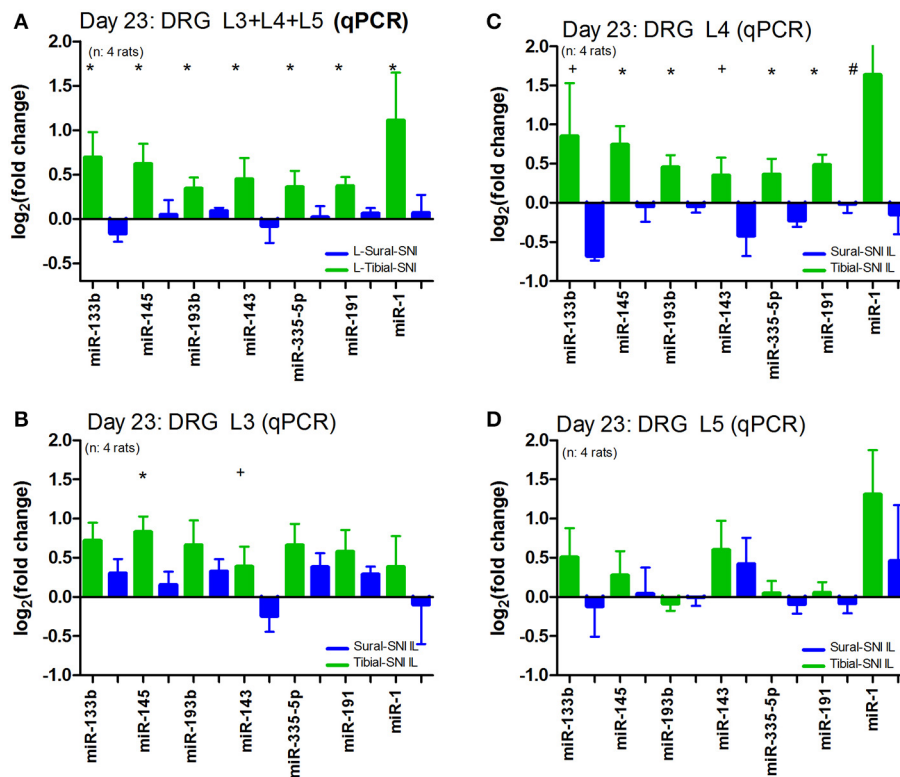 A
Day 23: DRG L3+L4+L5 (qPCR)
(n: 4 rats)
* * * * * * *
log2(fold change)
2.0
1.5
1.0
0.5
0.0
-0.5
L-Sural-SNI
L-Tibial-SNI
miR-133b
miR-145
miR-193b
miR-143
miR-335-5p
miR-191
miR-1
B
Day 23: DRG L3 (qPCR)
(n: 4 rats)
* +
log2(fold change)
2.0
1.5
1.0
0.5
0.0
-0.5
-1.0
Sural-SNI IL
Tibial-SNI IL
miR-133b
miR-145
miR-193b
miR-143
miR-335-5p
miR-191
miR-1
C
Day 23: DRG L4 (qPCR)
(n: 4 rats)
+ * * + * * #
log2(fold change)
2.0
1.5
1.0
0.5
0.0
-0.5
-1.0
Sural-SNI IL
Tibial-SNI IL
miR-133b
miR-145
miR-193b
miR-143
miR-335-5p
miR-191
miR-1
D
Day 23: DRG L5 (qPCR)
(n: 4 rats)
log2(fold change)
2.0
1.5
1.0
0.5
0.0
-0.5
-1.0
Sural-SNI IL
Tibial-SNI IL
miR-133b
miR-145
miR-193b
miR-143
miR-335-5p
miR-191
miR-1